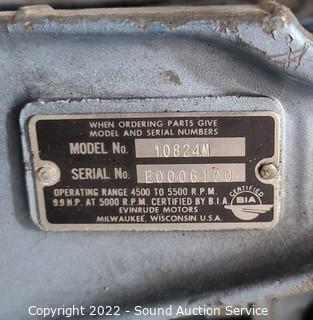 WHEN ORDERING PARTS GIVE
MODEL AND SERIAL NUMBERS
MODEL No. 10824M
SERIAL No. E0006100
OPERATING RANGE 4500 TO 5500 R.P.M.
9.9 H.P. AT 5000 R.P.M. CERTIFIED BY B.I.A.
EVINRUDE MOTORS
MILWAUKEE, WISCONSIN U.S.A.
CERTIFIED
BIA
Copyright 2022 - Sound Auction Service